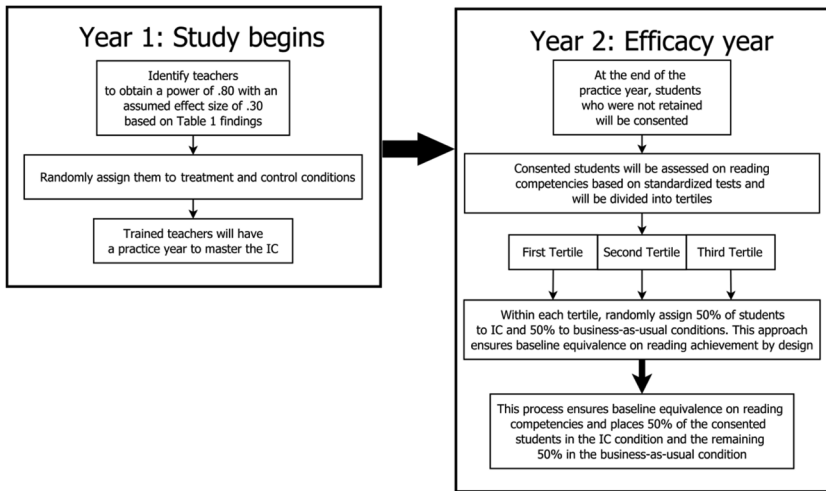 Year 1: Study begins
Identify teachers
to obtain a power of .80 with an
assumed effect size of .30
based on Table 1 findings
Randomly assign them to treatment and control conditions
Trained teachers will have
a practice year to master the IC
Year 2: Efficacy year
At the end of the
practice year, students
who were not retained
will be consented
Consented students will be assessed on reading
competencies based on standardized tests and
will be divided into tertiles
First Tertile
Second Tertile
Third Tertile
Within each tertile, randomly assign 50% of students
to IC and 50% to business-as-usual conditions. This approach
ensures baseline equivalence on reading achievement by design
This process ensures baseline equivalence on reading
competencies and places 50% of the consented
students in the IC condition and the remaining
50% in the business-as-usual condition